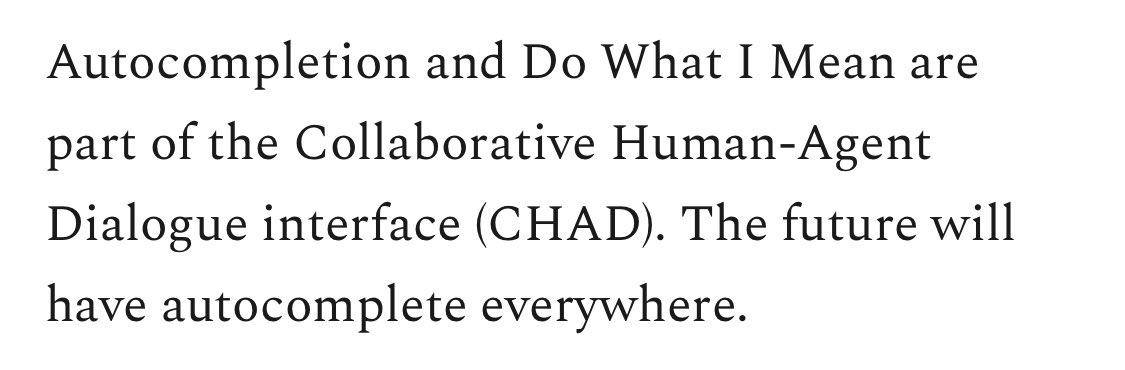 Autocompletion and Do What I Mean are
part of the Collaborative Human-Agent
Dialogue interface (CHAD). The future will
have autocomplete everywhere.